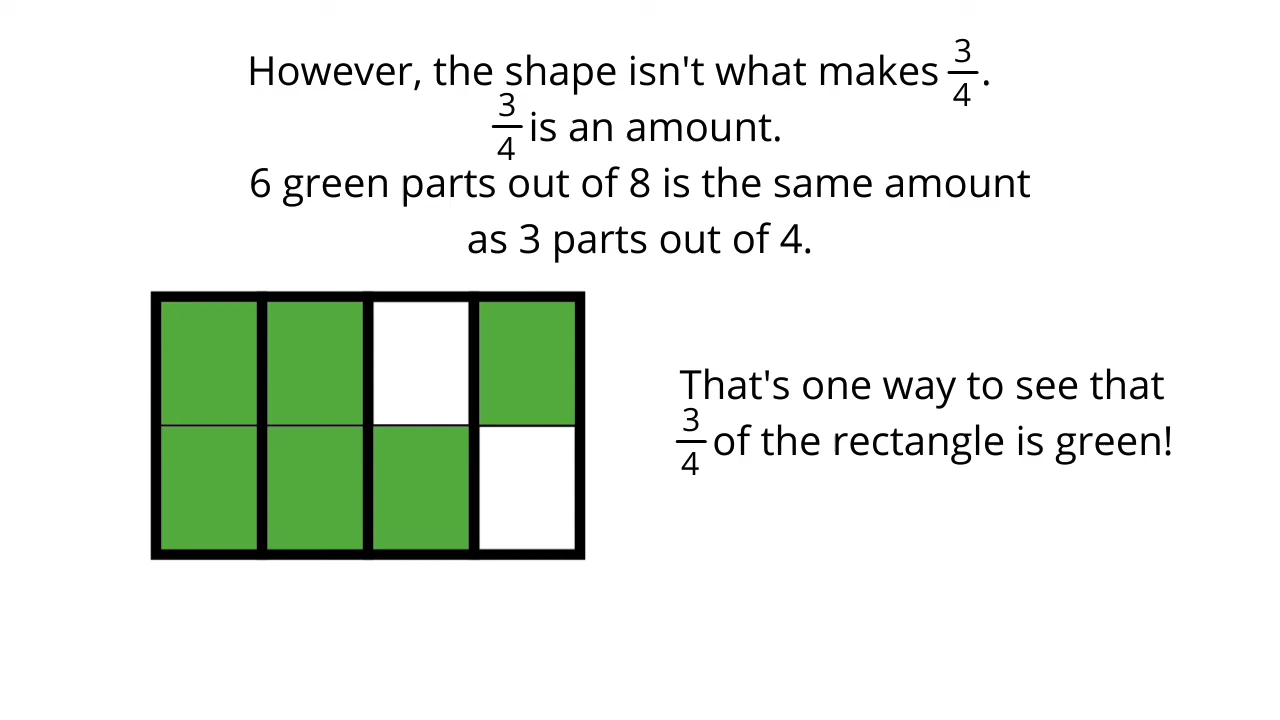 However, the shape isn't what makes 3/4.
3/4 is an amount.
6 green parts out of 8 is the same amount
as 3 parts out of 4.
That's one way to see that
3/4 of the rectangle is green!